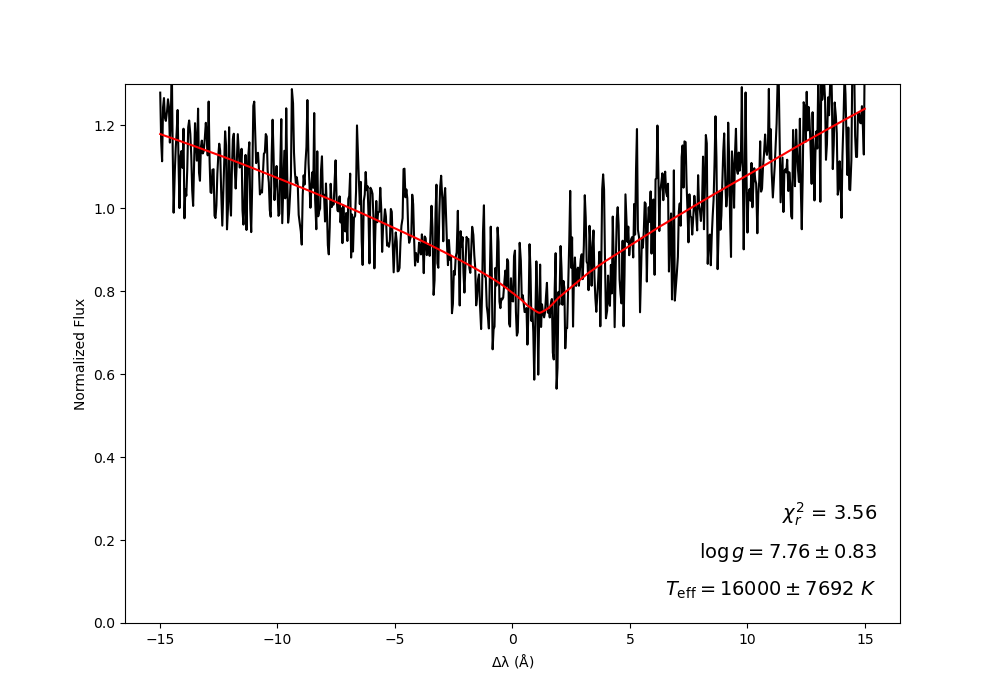 1.2
1.0
0.8
0.6
0.4
0.2
0.0
Normalized Flux
χ²ᵣ = 3.56
log g = 7.76 ± 0.83
T_eff = 16000 ± 7692 K
−15 −10 −5 0 5 10 15
Δλ (Å)